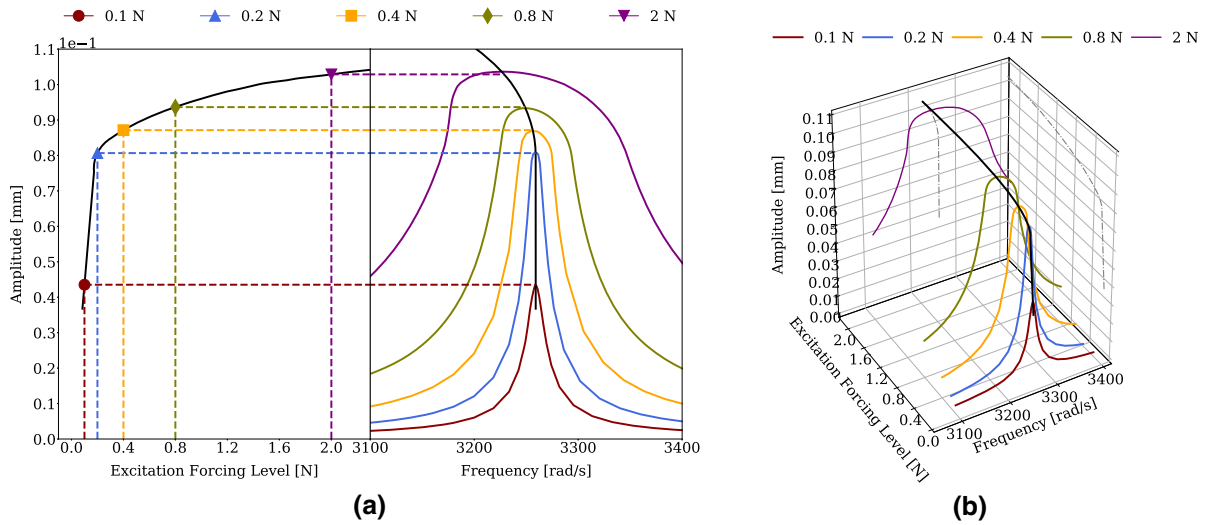 0.1 N 0.2 N 0.4 N 0.8 N 2 N
1e−1
1.1
1.0
0.9
0.8
0.7
0.6
0.5
0.4
0.3
0.2
0.1
0.0
Amplitude [mm]
0.0 0.4 0.8 1.2 1.6 2.0 3100 3200 3300 3400
Excitation Forcing Level [N] Frequency [rad/s]
(a)
0.1 N 0.2 N 0.4 N 0.8 N 2 N
0.11
0.10
0.09
0.08
0.07
0.06
0.05
0.04
0.03
0.02
0.01
0.00
Amplitude [mm]
2.0
1.6
1.2
0.8
0.4
0.0
Excitation Forcing Level [N]
3100 3200 3300 3400
Frequency [rad/s]
(b)